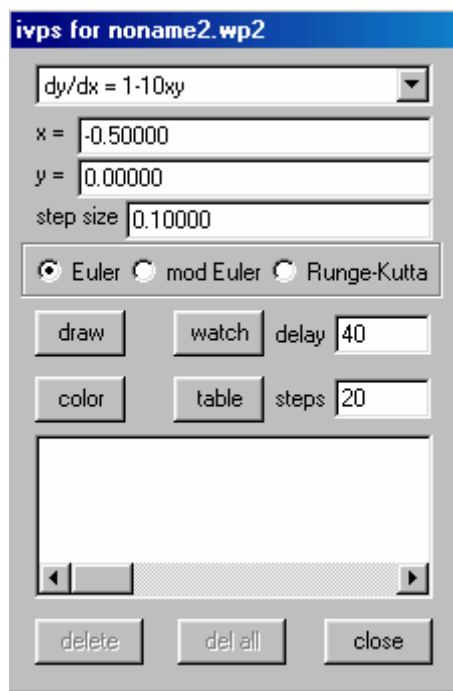 ivps for noname2.wp2
dy/dx = 1-10xy
x = -0.50000
y = 0.00000
step size 0.10000
Euler mod Euler Runge-Kutta
draw watch delay 40
color table steps 20
delete del all close